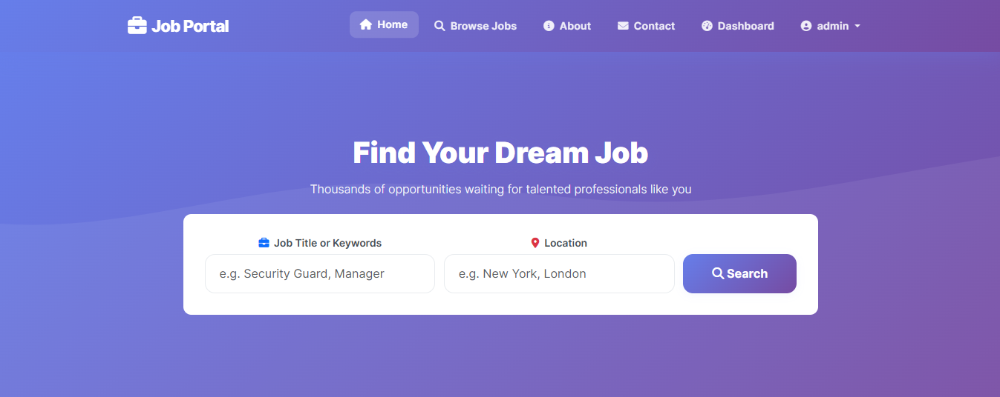 Job Portal
Home
Browse Jobs
About
Contact
Dashboard
admin
Find Your Dream Job
Thousands of opportunities waiting for talented professionals like you
Job Title or Keywords
Location
e.g. Security Guard, Manager
e.g. New York, London
Search